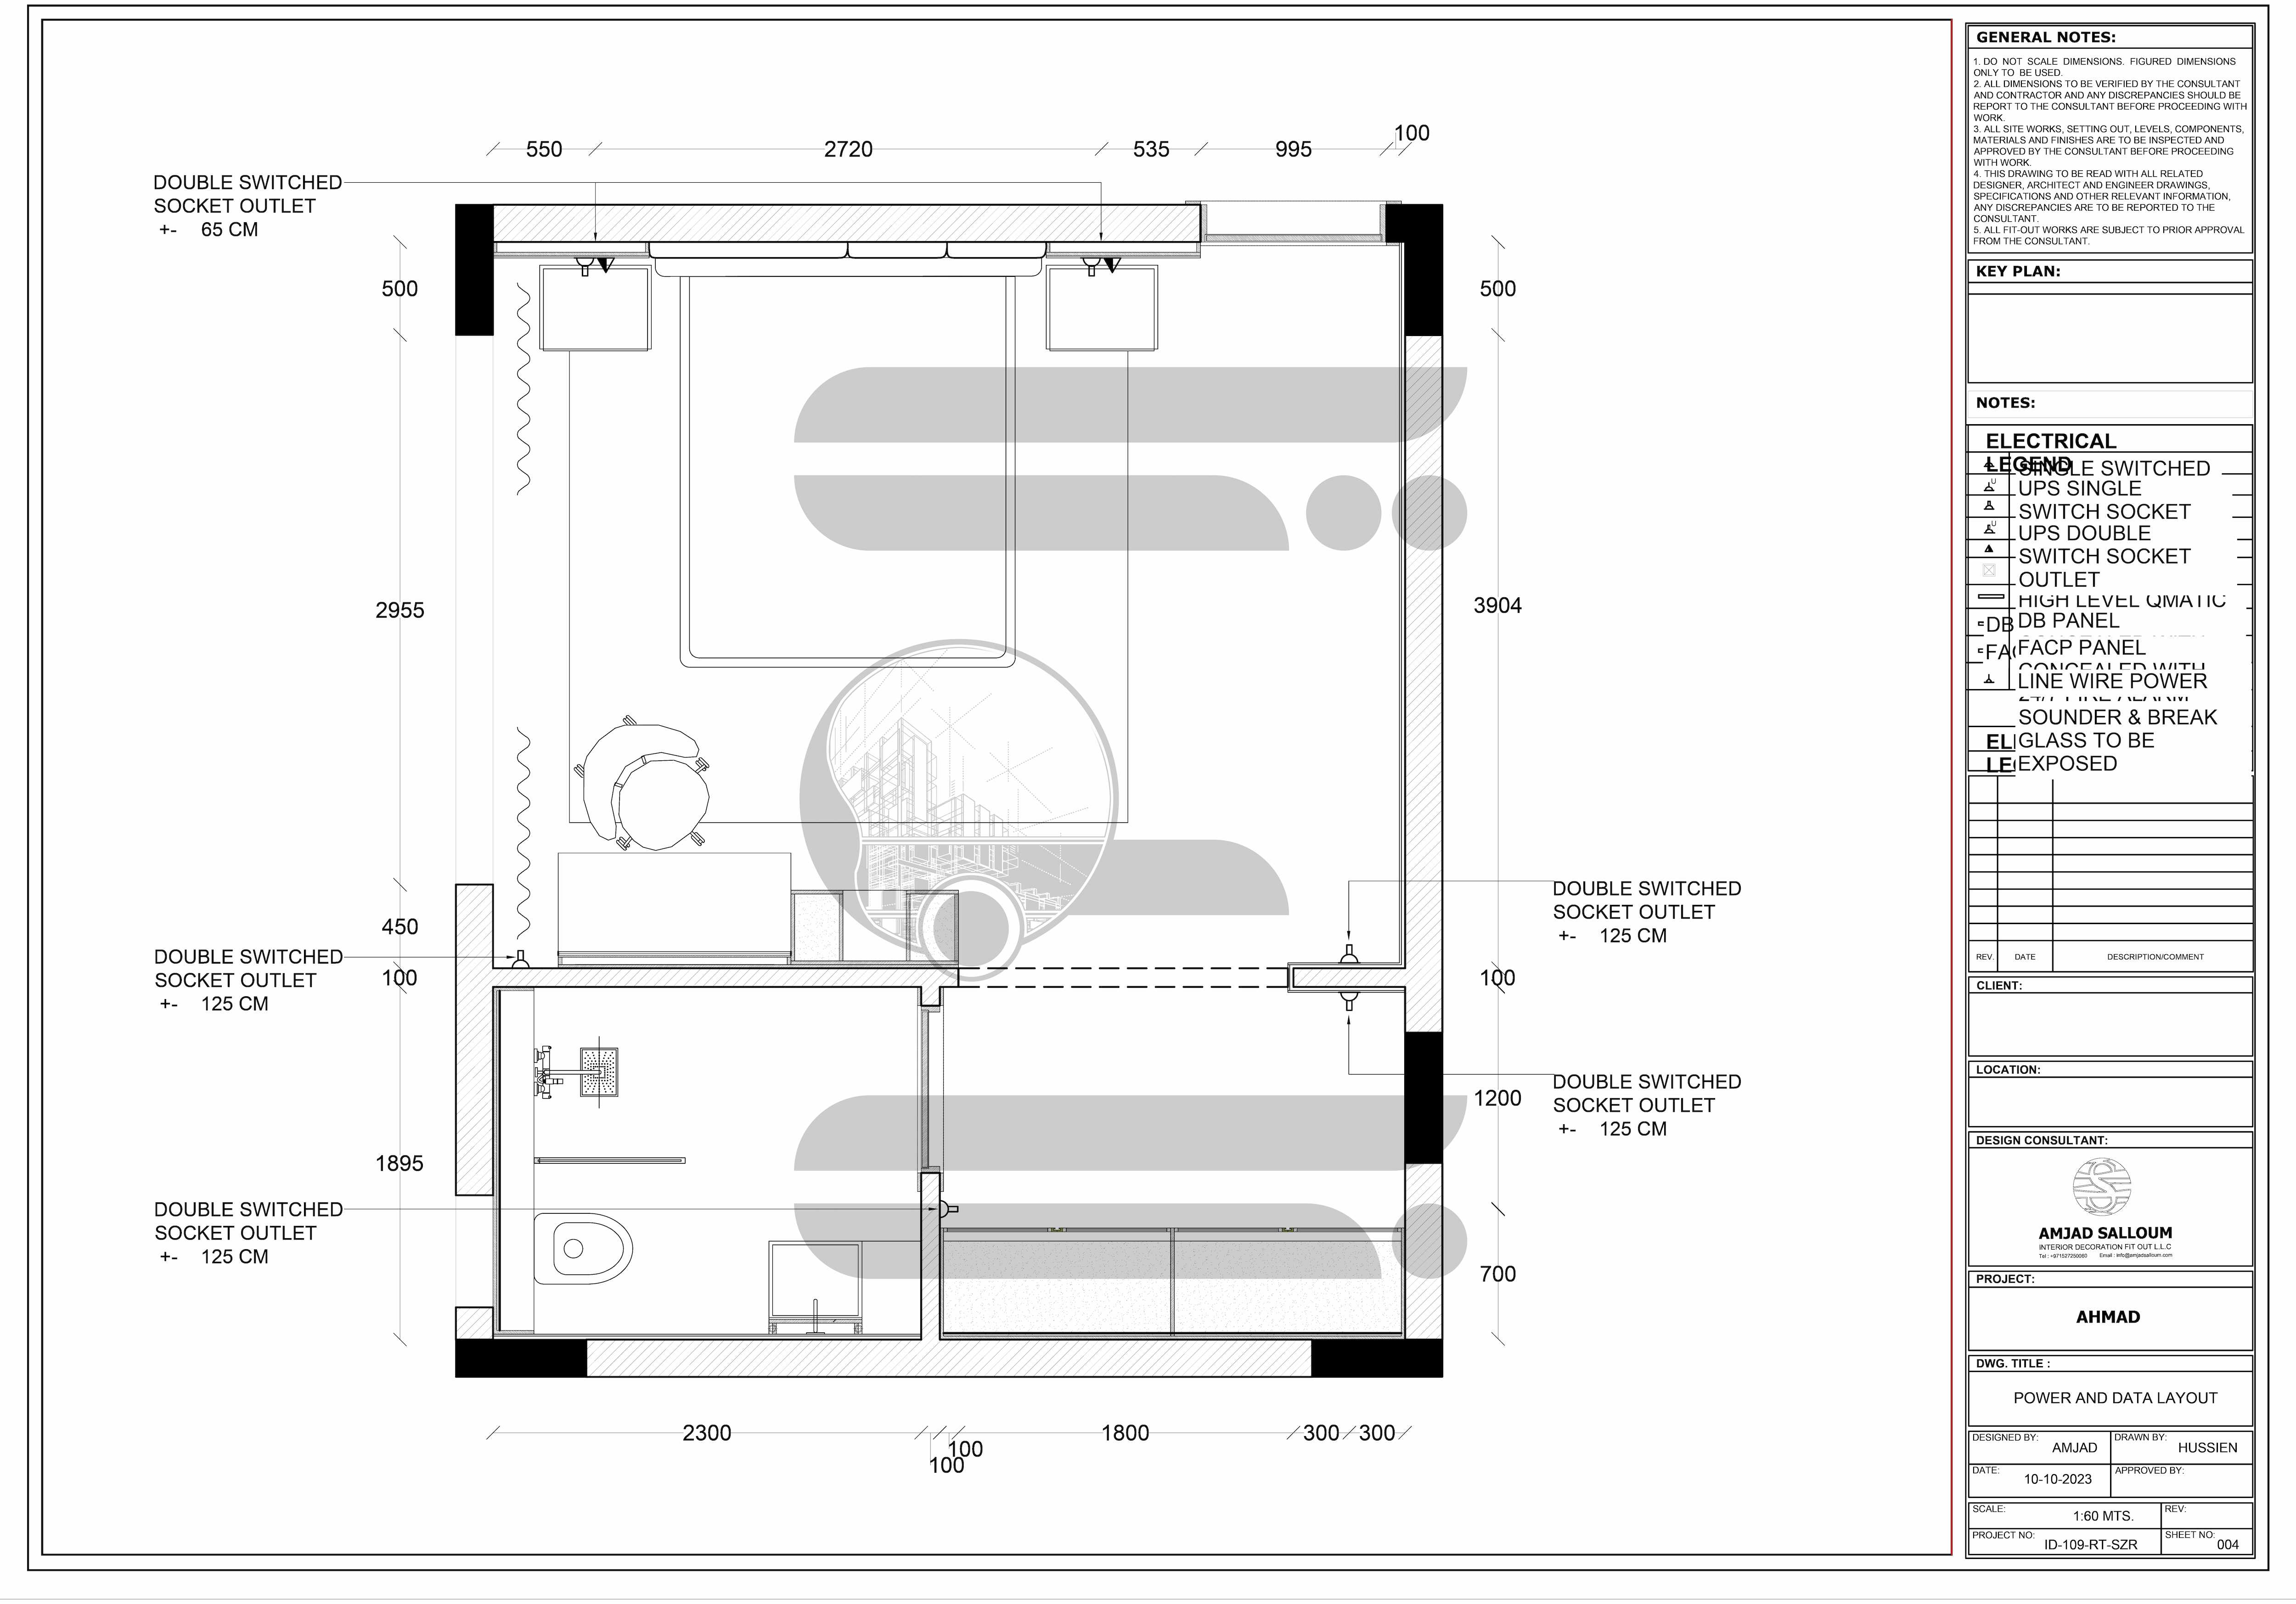 550
2720
535
995
100
DOUBLE SWITCHED
SOCKET OUTLET
+- 65 CM
500
500
2955
3904
450
DOUBLE SWITCHED
SOCKET OUTLET
+- 125 CM
DOUBLE SWITCHED
SOCKET OUTLET
+- 125 CM
100
100
DOUBLE SWITCHED
SOCKET OUTLET
+- 125 CM
1200
1895
DOUBLE SWITCHED
SOCKET OUTLET
+- 125 CM
700
2300
100
100
1800
300
300
GENERAL NOTES:
1. DO NOT SCALE DIMENSIONS. FIGURED DIMENSIONS
ONLY TO BE USED.
2. ALL DIMENSIONS TO BE VERIFIED BY THE CONSULTANT
AND CONTRACTOR AND ANY DISCREPANCIES SHOULD BE
REPORT TO THE CONSULTANT BEFORE PROCEEDING WITH
WORK.
3. ALL SITE WORKS, SETTING OUT, LEVELS, COMPONENTS,
MATERIALS AND FINISHES ARE TO BE INSPECTED AND
APPROVED BY THE CONSULTANT BEFORE PROCEEDING
WITH WORK.
4. THIS DRAWING TO BE READ WITH ALL RELATED
DESIGNER, ARCHITECT AND ENGINEER DRAWINGS,
SPECIFICATIONS AND OTHER RELEVANT INFORMATION,
ANY DISCREPANCIES ARE TO BE REPORTED TO THE
CONSULTANT.
5. ALL FIT-OUT WORKS ARE SUBJECT TO PRIOR APPROVAL
FROM THE CONSULTANT.
KEY PLAN:
NOTES:
ELECTRICAL
LEGEND
SINGLE SWITCHED
U UPS SINGLE
SWITCH SOCKET
U UPS DOUBLE
SWITCH SOCKET
OUTLET
HIGH LEVEL QMATIC
DB DB PANEL
FACP PANEL
CONCEALED WITH
LINE WIRE POWER
24/7 FIRE ALARM
SOUNDER & BREAK
GLASS TO BE
EXPOSED
REV. DATE DESCRIPTION/COMMENT
CLIENT:
LOCATION:
DESIGN CONSULTANT:
AMJAD SALLOUM
INTERIOR DECORATION FIT OUT L.L.C
Tel : +971527250060 Email : info@amjadsalloum.com
PROJECT:
AHMAD
DWG. TITLE :
POWER AND DATA LAYOUT
DESIGNED BY: AMJAD
DRAWN BY: HUSSIEN
DATE: 10-10-2023
APPROVED BY:
SCALE: 1:60 MTS.
REV:
PROJECT NO: ID-109-RT-SZR
SHEET NO: 004